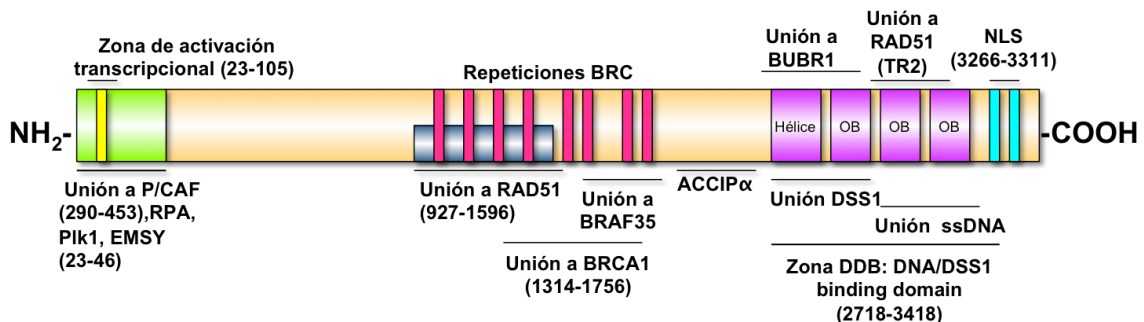 Zona de activación
transcripcional (23-105)
Repeticiones BRC
Unión a
BUBR1
Unión a
RAD51
(TR2)
NLS
(3266-3311)
NH2-
Hélice
OB
OB
OB
-COOH
Unión a P/CAF
(290-453),RPA,
Plk1, EMSY
(23-46)
Unión a RAD51
(927-1596)
Unión a
BRAF35
ACCIPα
Unión DSS1
Unión ssDNA
Unión a BRCA1
(1314-1756)
Zona DDB: DNA/DSS1
binding domain
(2718-3418)